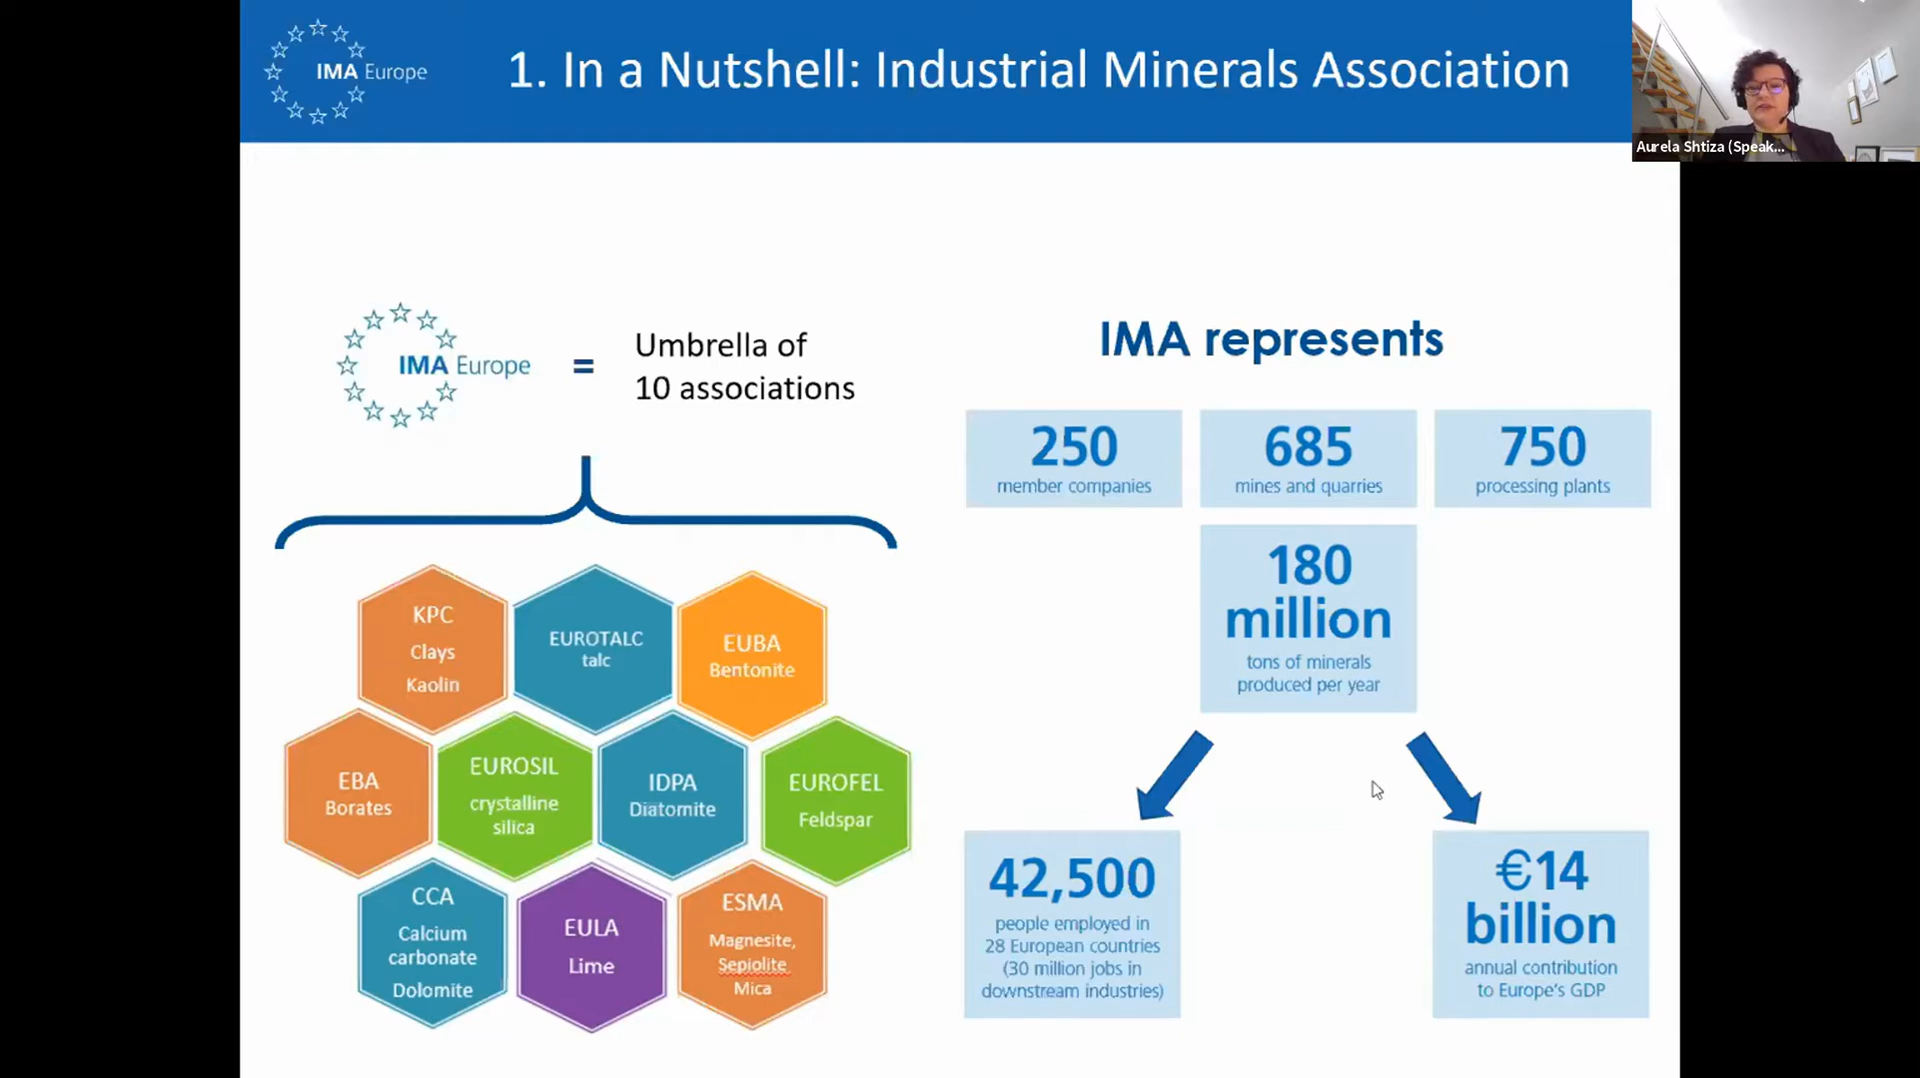 IMA Europe
1. In a Nutshell: Industrial Minerals Association
Aurela Shtiza (Speak...
IMA Europe
=
Umbrella of
10 associations
KPC
Clays
Kaolin
EUROTALC
talc
EUBA
Bentonite
EBA
Borates
EUROSIL
crystalline
silica
IDPA
Diatomite
EUROFEL
Feldspar
CCA
Calcium
carbonate
Dolomite
EULA
Lime
ESMA
Magnesite,
Sepiolite
Mica
IMA represents
250
member companies
685
mines and quarries
750
processing plants
180
million
tons of minerals
produced per year
42,500
people employed in
28 European countries
(30 million jobs in
downstream industries)
€14
billion
annual contribution
to Europe's GDP